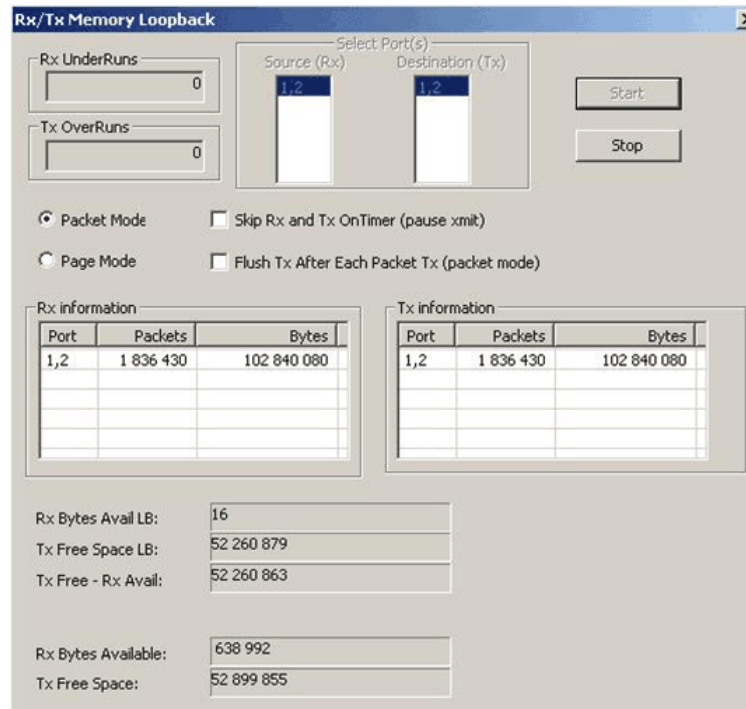 Rx/Tx Memory Loopback
Rx UnderRuns
0
Tx OverRuns
0
Select Port(s)
Source (Rx) Destination (Tx)
1,2 1,2
Start
Stop
Packet Mode Skip Rx and Tx OnTimer (pause xmit)
Page Mode Flush Tx After Each Packet Tx (packet mode)
Rx information
Port Packets Bytes
1,2 1 836 430 102 840 080
Tx information
Port Packets Bytes
1,2 1 836 430 102 840 080
Rx Bytes Avail LB: 16
Tx Free Space LB: 52 260 879
Tx Free - Rx Avail: 52 260 863
Rx Bytes Available: 638 992
Tx Free Space: 52 899 855